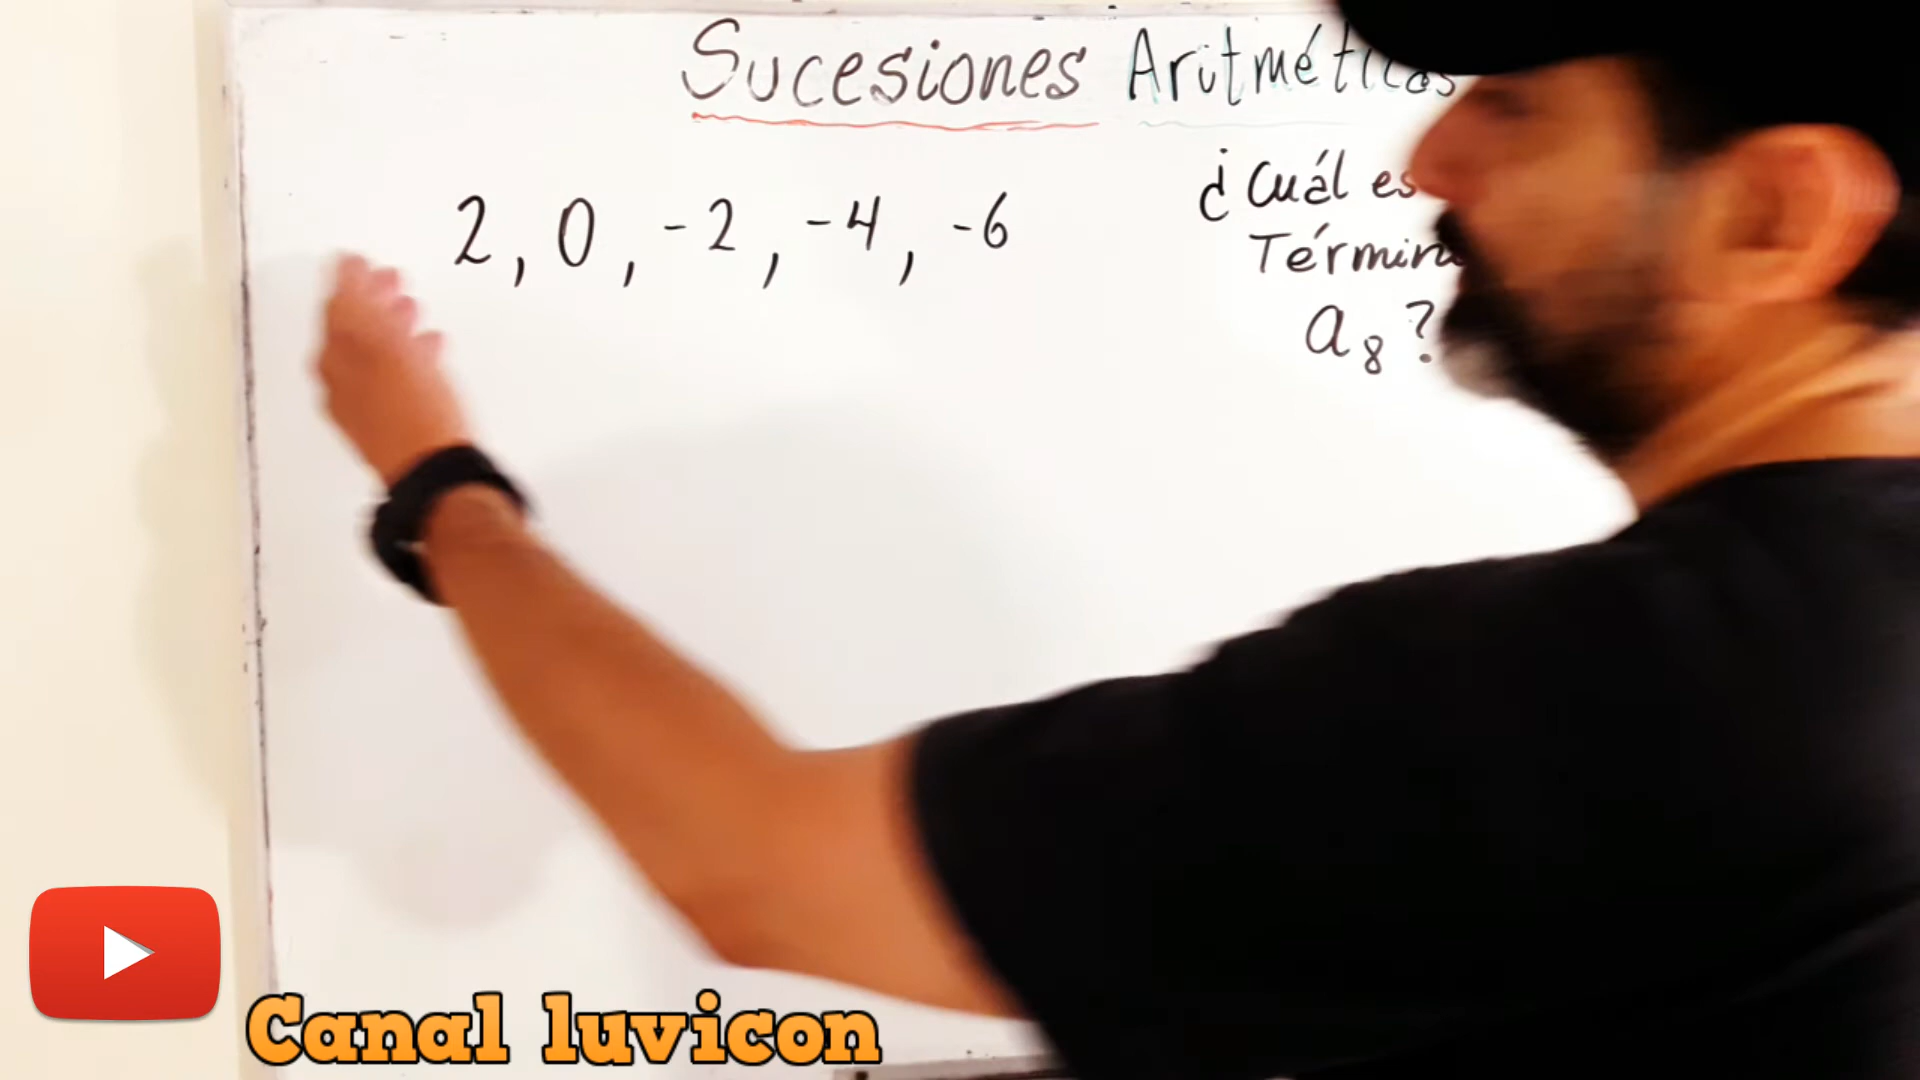 Sucesiones Aritméticas
2, 0, -2, -4, -6
¿Cuál es
Término
a₈?
Canal luvicon